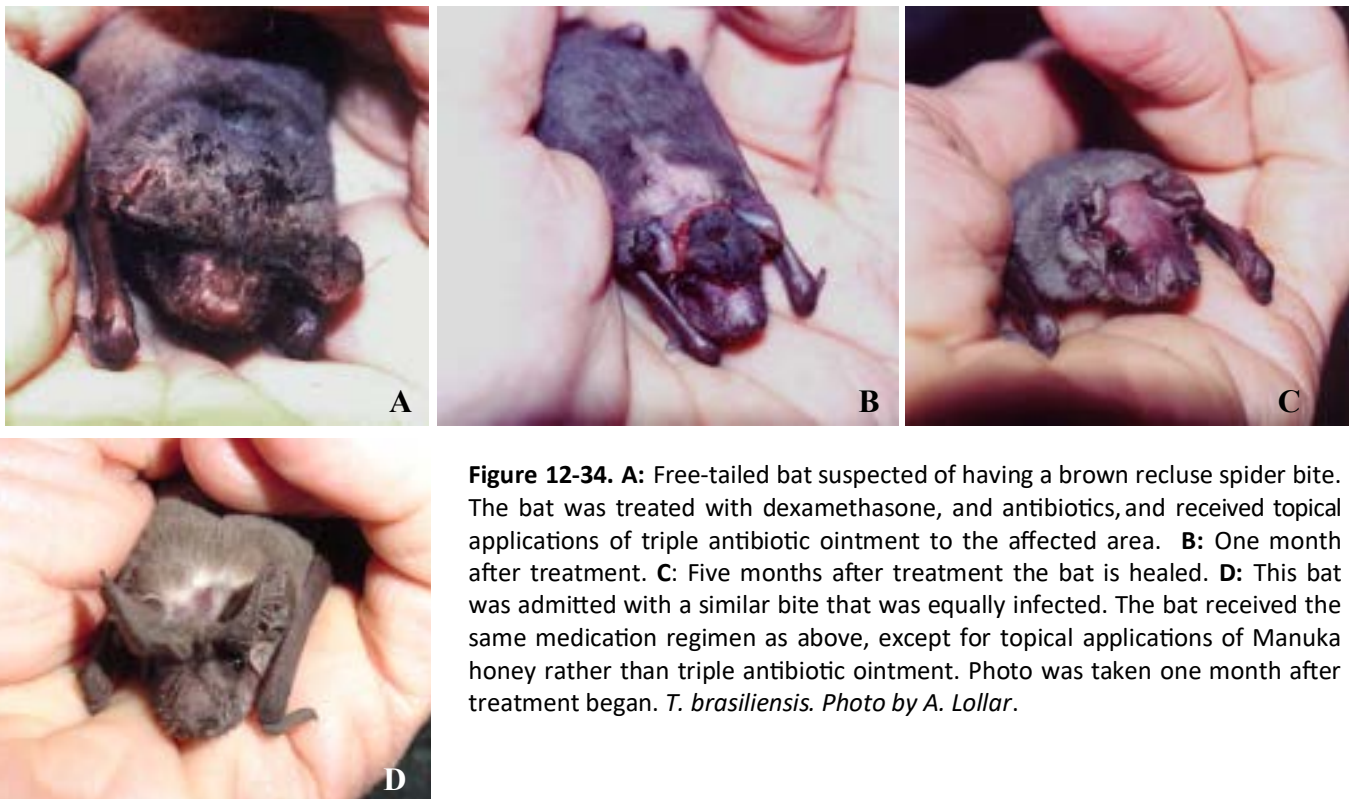 A
B
C
D
Figure 12-34. A: Free-tailed bat suspected of having a brown recluse spider bite.
The bat was treated with dexamethasone, and antibiotics, and received topical
applications of triple antibiotic ointment to the affected area. B: One month
after treatment. C: Five months after treatment the bat is healed. D: This bat
was admitted with a similar bite that was equally infected. The bat received the
same medication regimen as above, except for topical applications of Manuka
honey rather than triple antibiotic ointment. Photo was taken one month after
treatment began. T. brasiliensis. Photo by A. Lollar.